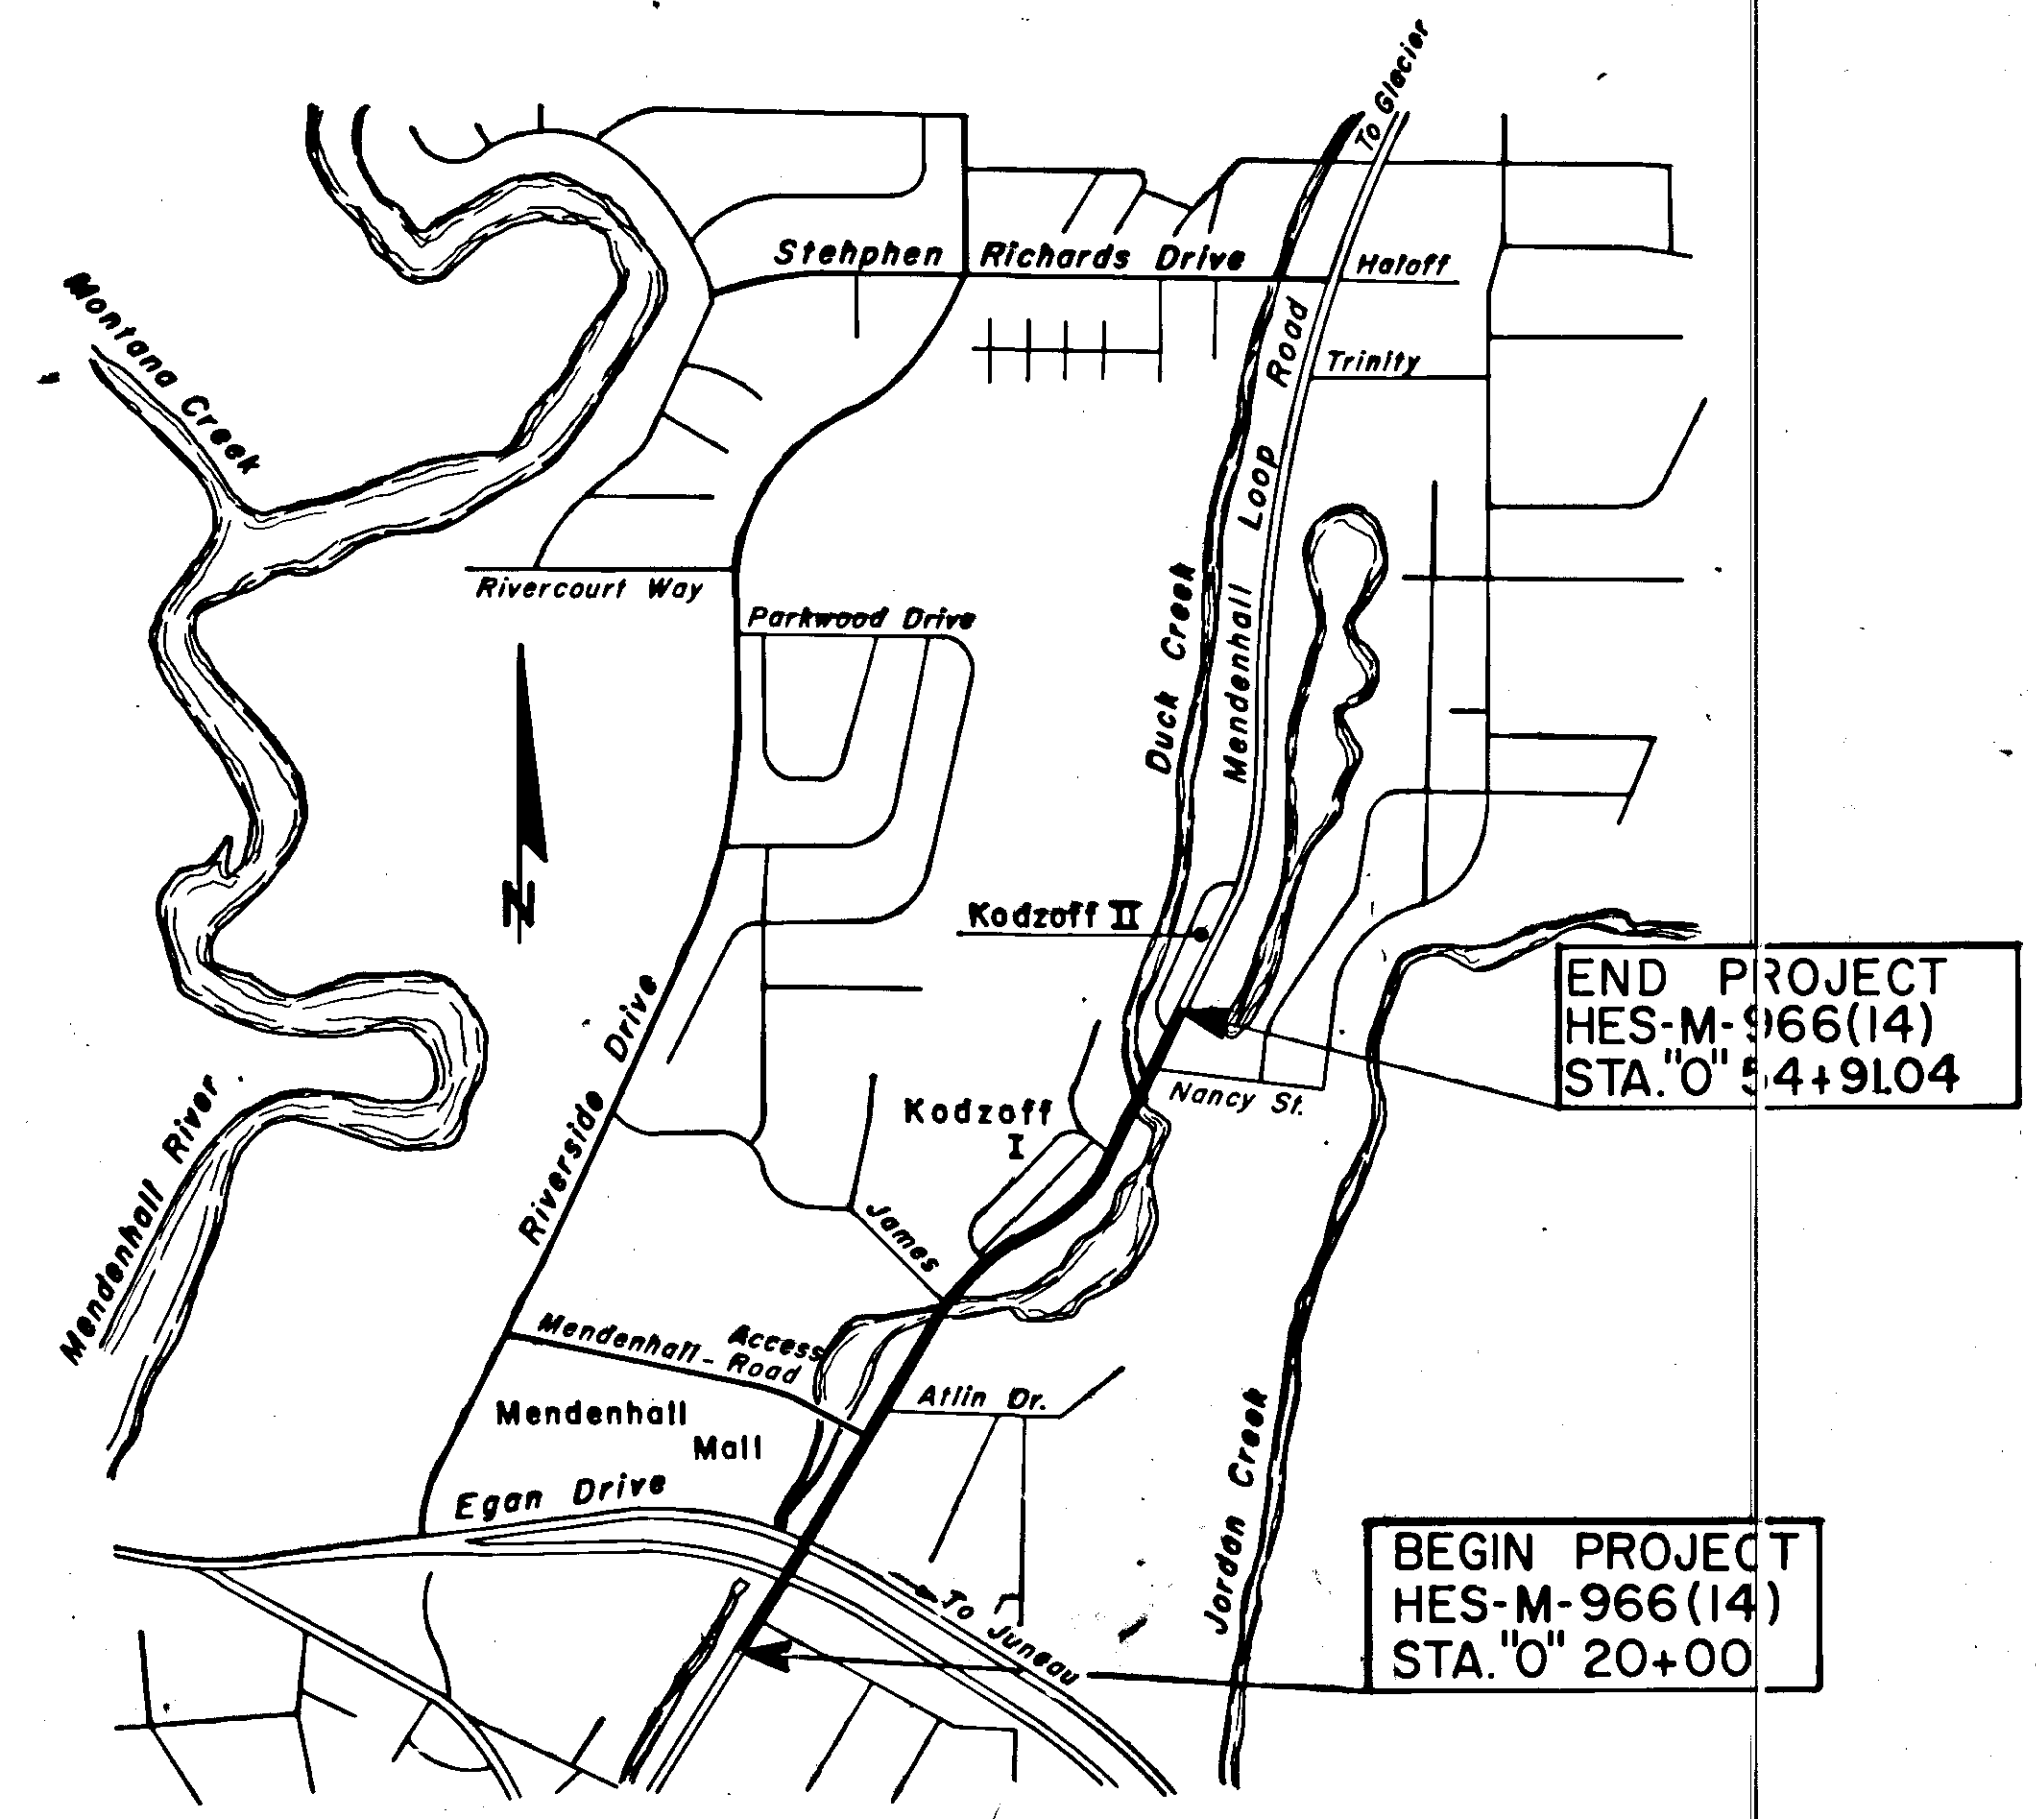 To Glacier
Stehphen Richards Drive
Haloff
Montana Creek
Mendenhall Loop Road
Trinity
Duck Creek
Rivercourt Way
Parkwood Drive
N
Kodzoff II
END PROJECT
HES-M-966(14)
STA."O" 54+91.04
Riverside Drive
Nancy St.
Kodzoff
I
Mendenhall River
James
Mendenhall Access
Road
Atlin Dr.
Mendenhall
Mall
Jordan Creek
Egan Drive
To Juneau
BEGIN PROJECT
HES-M-966(14)
STA."O" 20+00